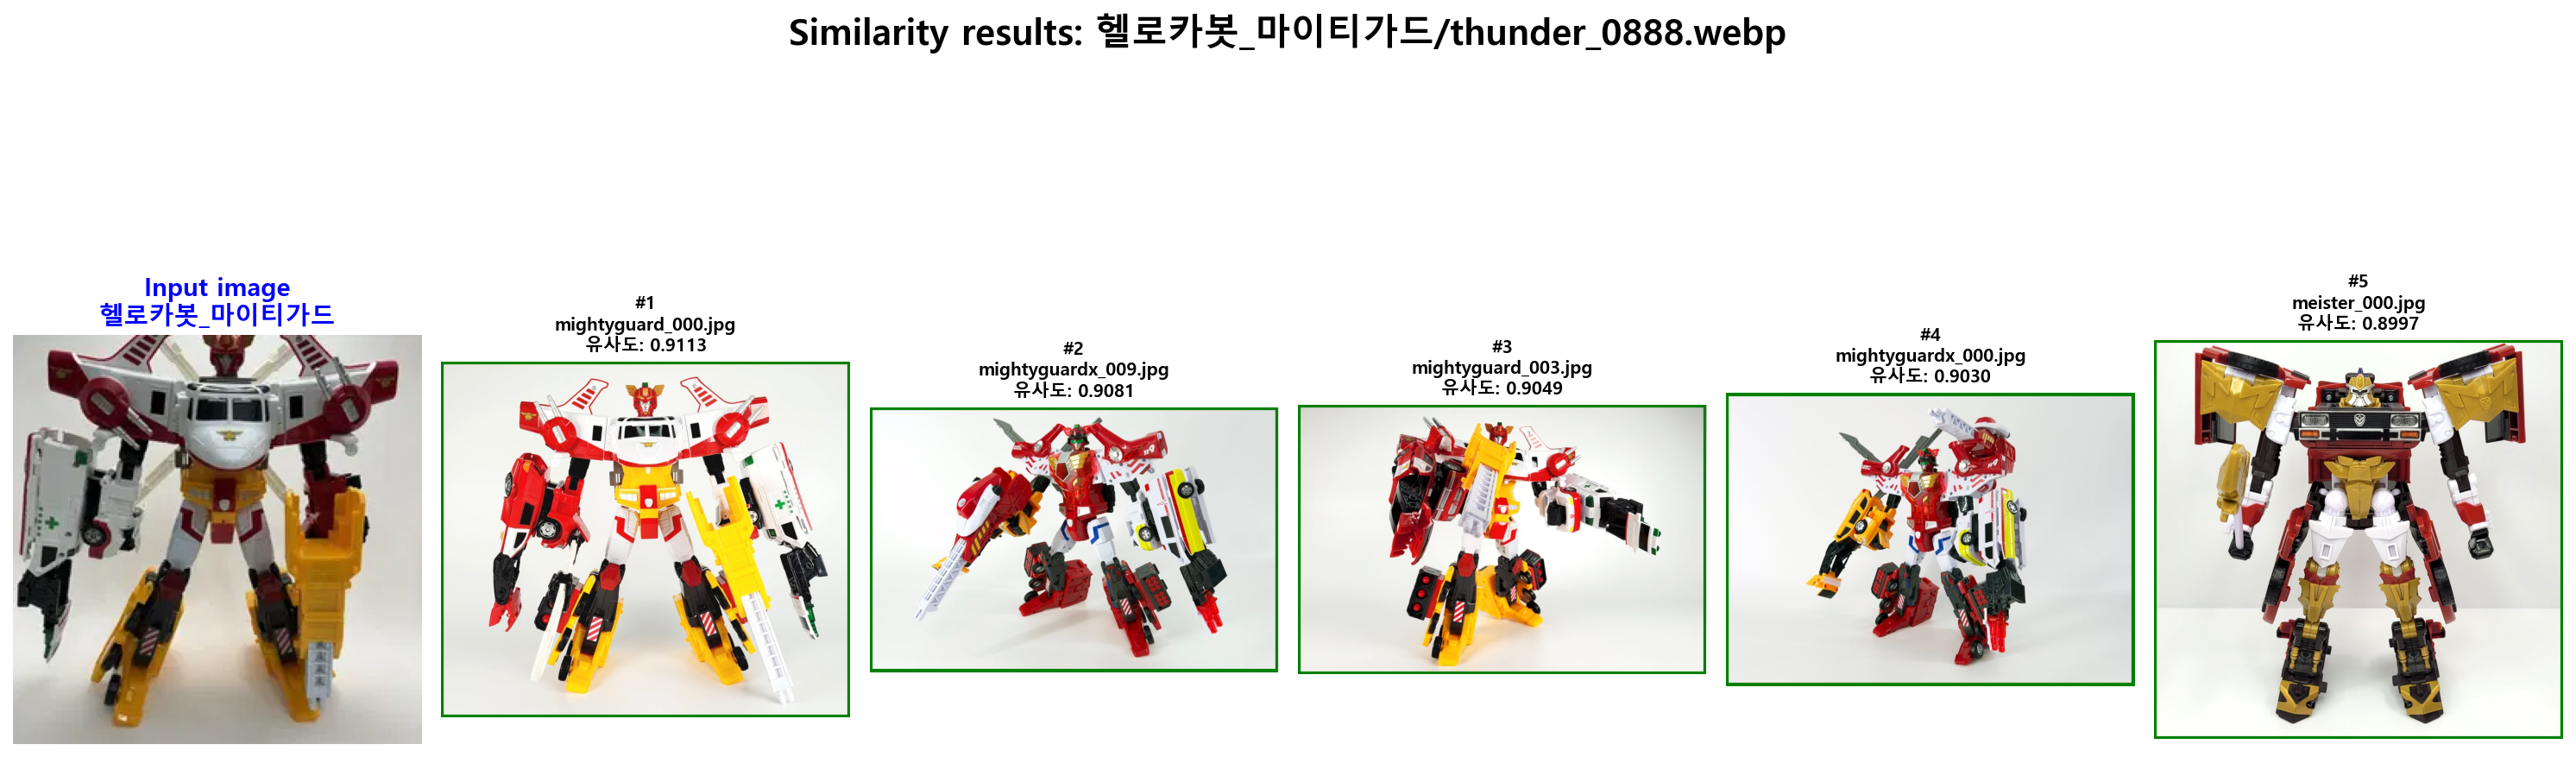 Similarity results: 헬로카봇_마이티가드/thunder_0888.webp
Input image
헬로카봇_마이티가드
#1
mightyguard_000.jpg
유사도: 0.9113
#2
mightyguardx_009.jpg
유사도: 0.9081
#3
mightyguard_003.jpg
유사도: 0.9049
#4
mightyguardx_000.jpg
유사도: 0.9030
#5
meister_000.jpg
유사도: 0.8997